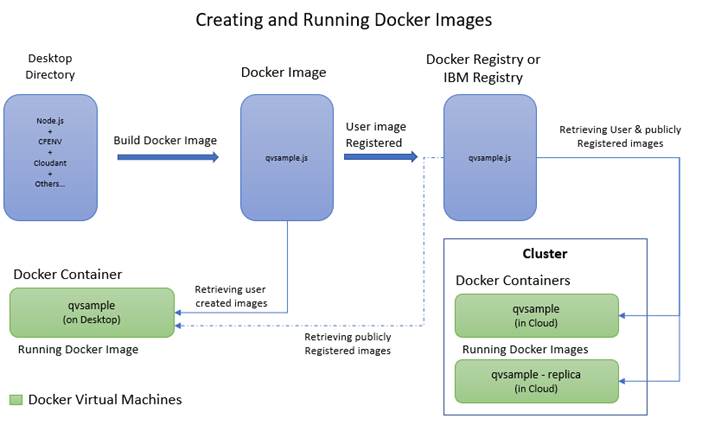 Creating and Running Docker Images
Desktop
Directory
Docker Image
Docker Registry or
IBM Registry
Node.js
+
CFENV
+
Cloudant
+
Others...
Build Docker Image
qvsample.js
User image
Registered
qvsample.js
Retrieving User & publicly
Registered images
Cluster
Docker Container
qvsample
(on Desktop)
Running Docker Image
Retrieving user
created images
Retrieving publicly
Registered images
Docker Containers
qvsample
(in Cloud)
Running Docker Images
qvsample - replica
(in Cloud)
Docker Virtual Machines